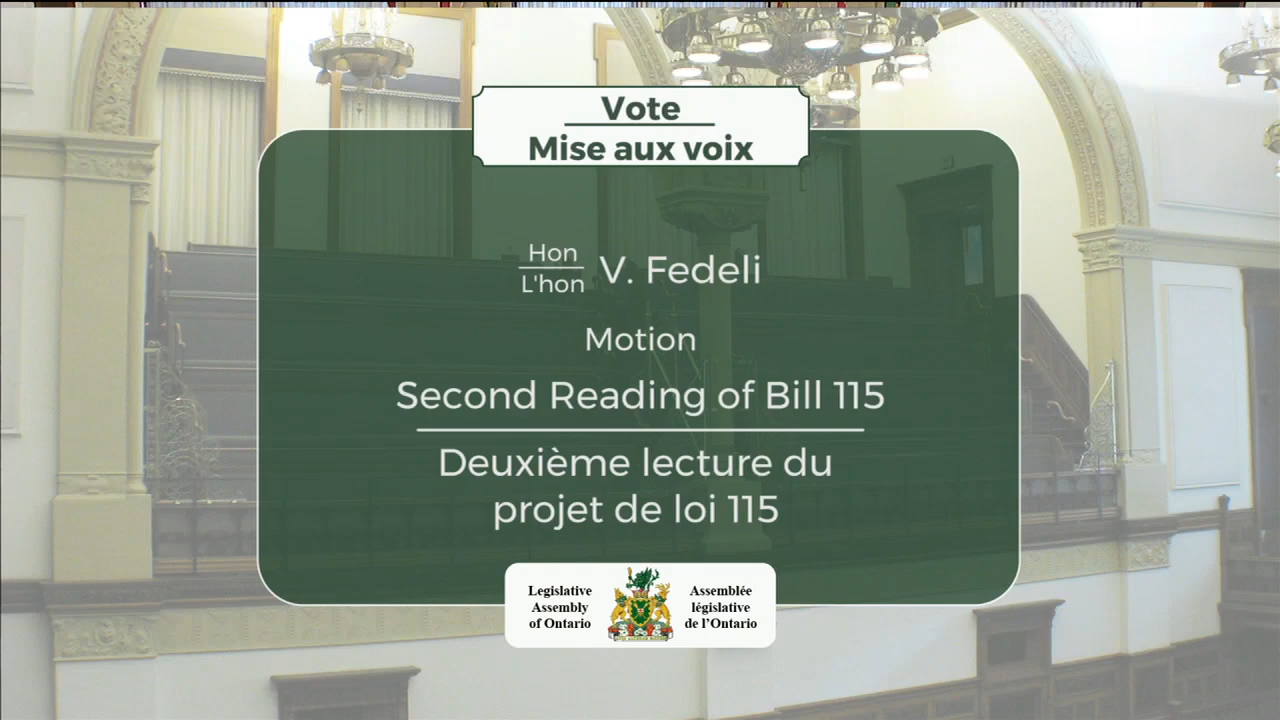 Vote
Mise aux voix
Hon
L'hon
V. Fedeli
Motion
Second Reading of Bill 115
Deuxième lecture du
projet de loi 115
Legislative
Assembly
of Ontario
Assemblée
législative
de l'Ontario